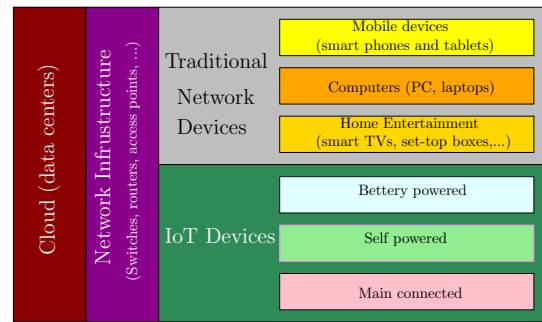 Cloud (data centers)
Network Infrustructure
(Switches, routers, access points, ...)
Traditional
Network
Devices
Mobile devices
(smart phones and tablets)
Computers (PC, laptops)
Home Entertainment
(smart TVs, set-top boxes,...)
IoT Devices
Bettery powered
Self powered
Main connected